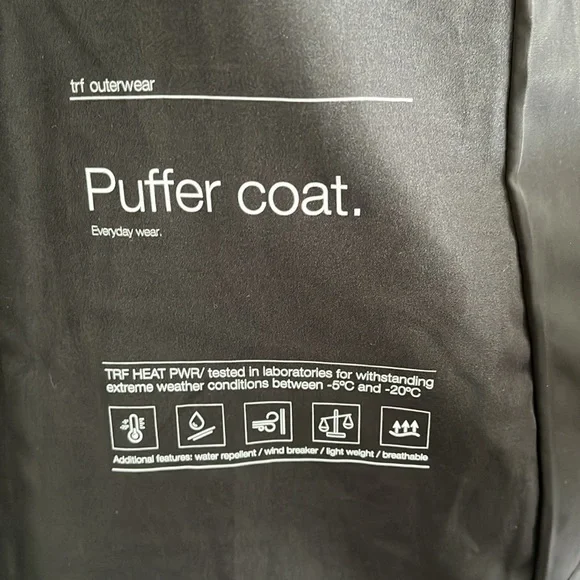 trf outerwear
Puffer coat.
Everyday wear.
TRF HEAT PWR/ tested in laboratories for withstanding
extreme weather conditions between -5ºC and -20ºC
Additional features: water repellent / wind breaker / light weight / breathable